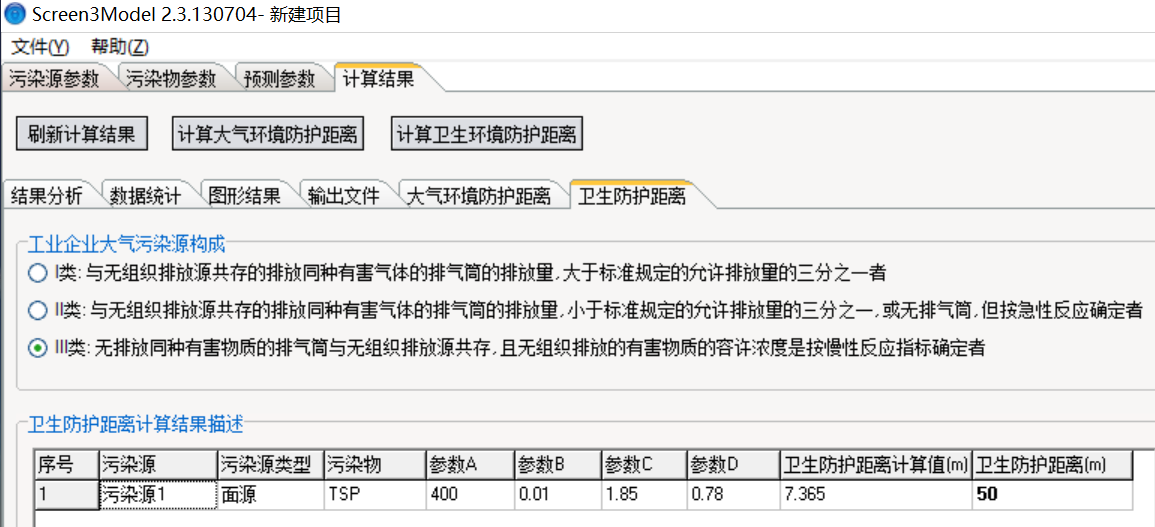 Screen3Model 2.3.130704- 新建项目
文件(Y) 帮助(Z)
污染源参数 污染物参数 预测参数 计算结果
刷新计算结果 计算大气环境防护距离 计算卫生环境防护距离
结果分析 数据统计 图形结果 输出文件 大气环境防护距离 卫生防护距离
工业企业大气污染源构成
I类: 与无组织排放源共存的排放同种有害气体的排气筒的排放量,大于标准规定的允许排放量的三分之一者
II类: 与无组织排放源共存的排放同种有害气体的排气筒的排放量,小于标准规定的允许排放量的三分之一,或无排气筒,但按急性反应确定者
III类: 无排放同种有害物质的排气筒与无组织排放源共存,且无组织排放的有害物质的容许浓度是按慢性反应指标确定者
卫生防护距离计算结果描述
序号 污染源 污染源类型 污染物 参数A 参数B 参数C 参数D 卫生防护距离计算值(m) 卫生防护距离(m)
1 污染源1 面源 TSP 400 0.01 1.85 0.78 7.365 50